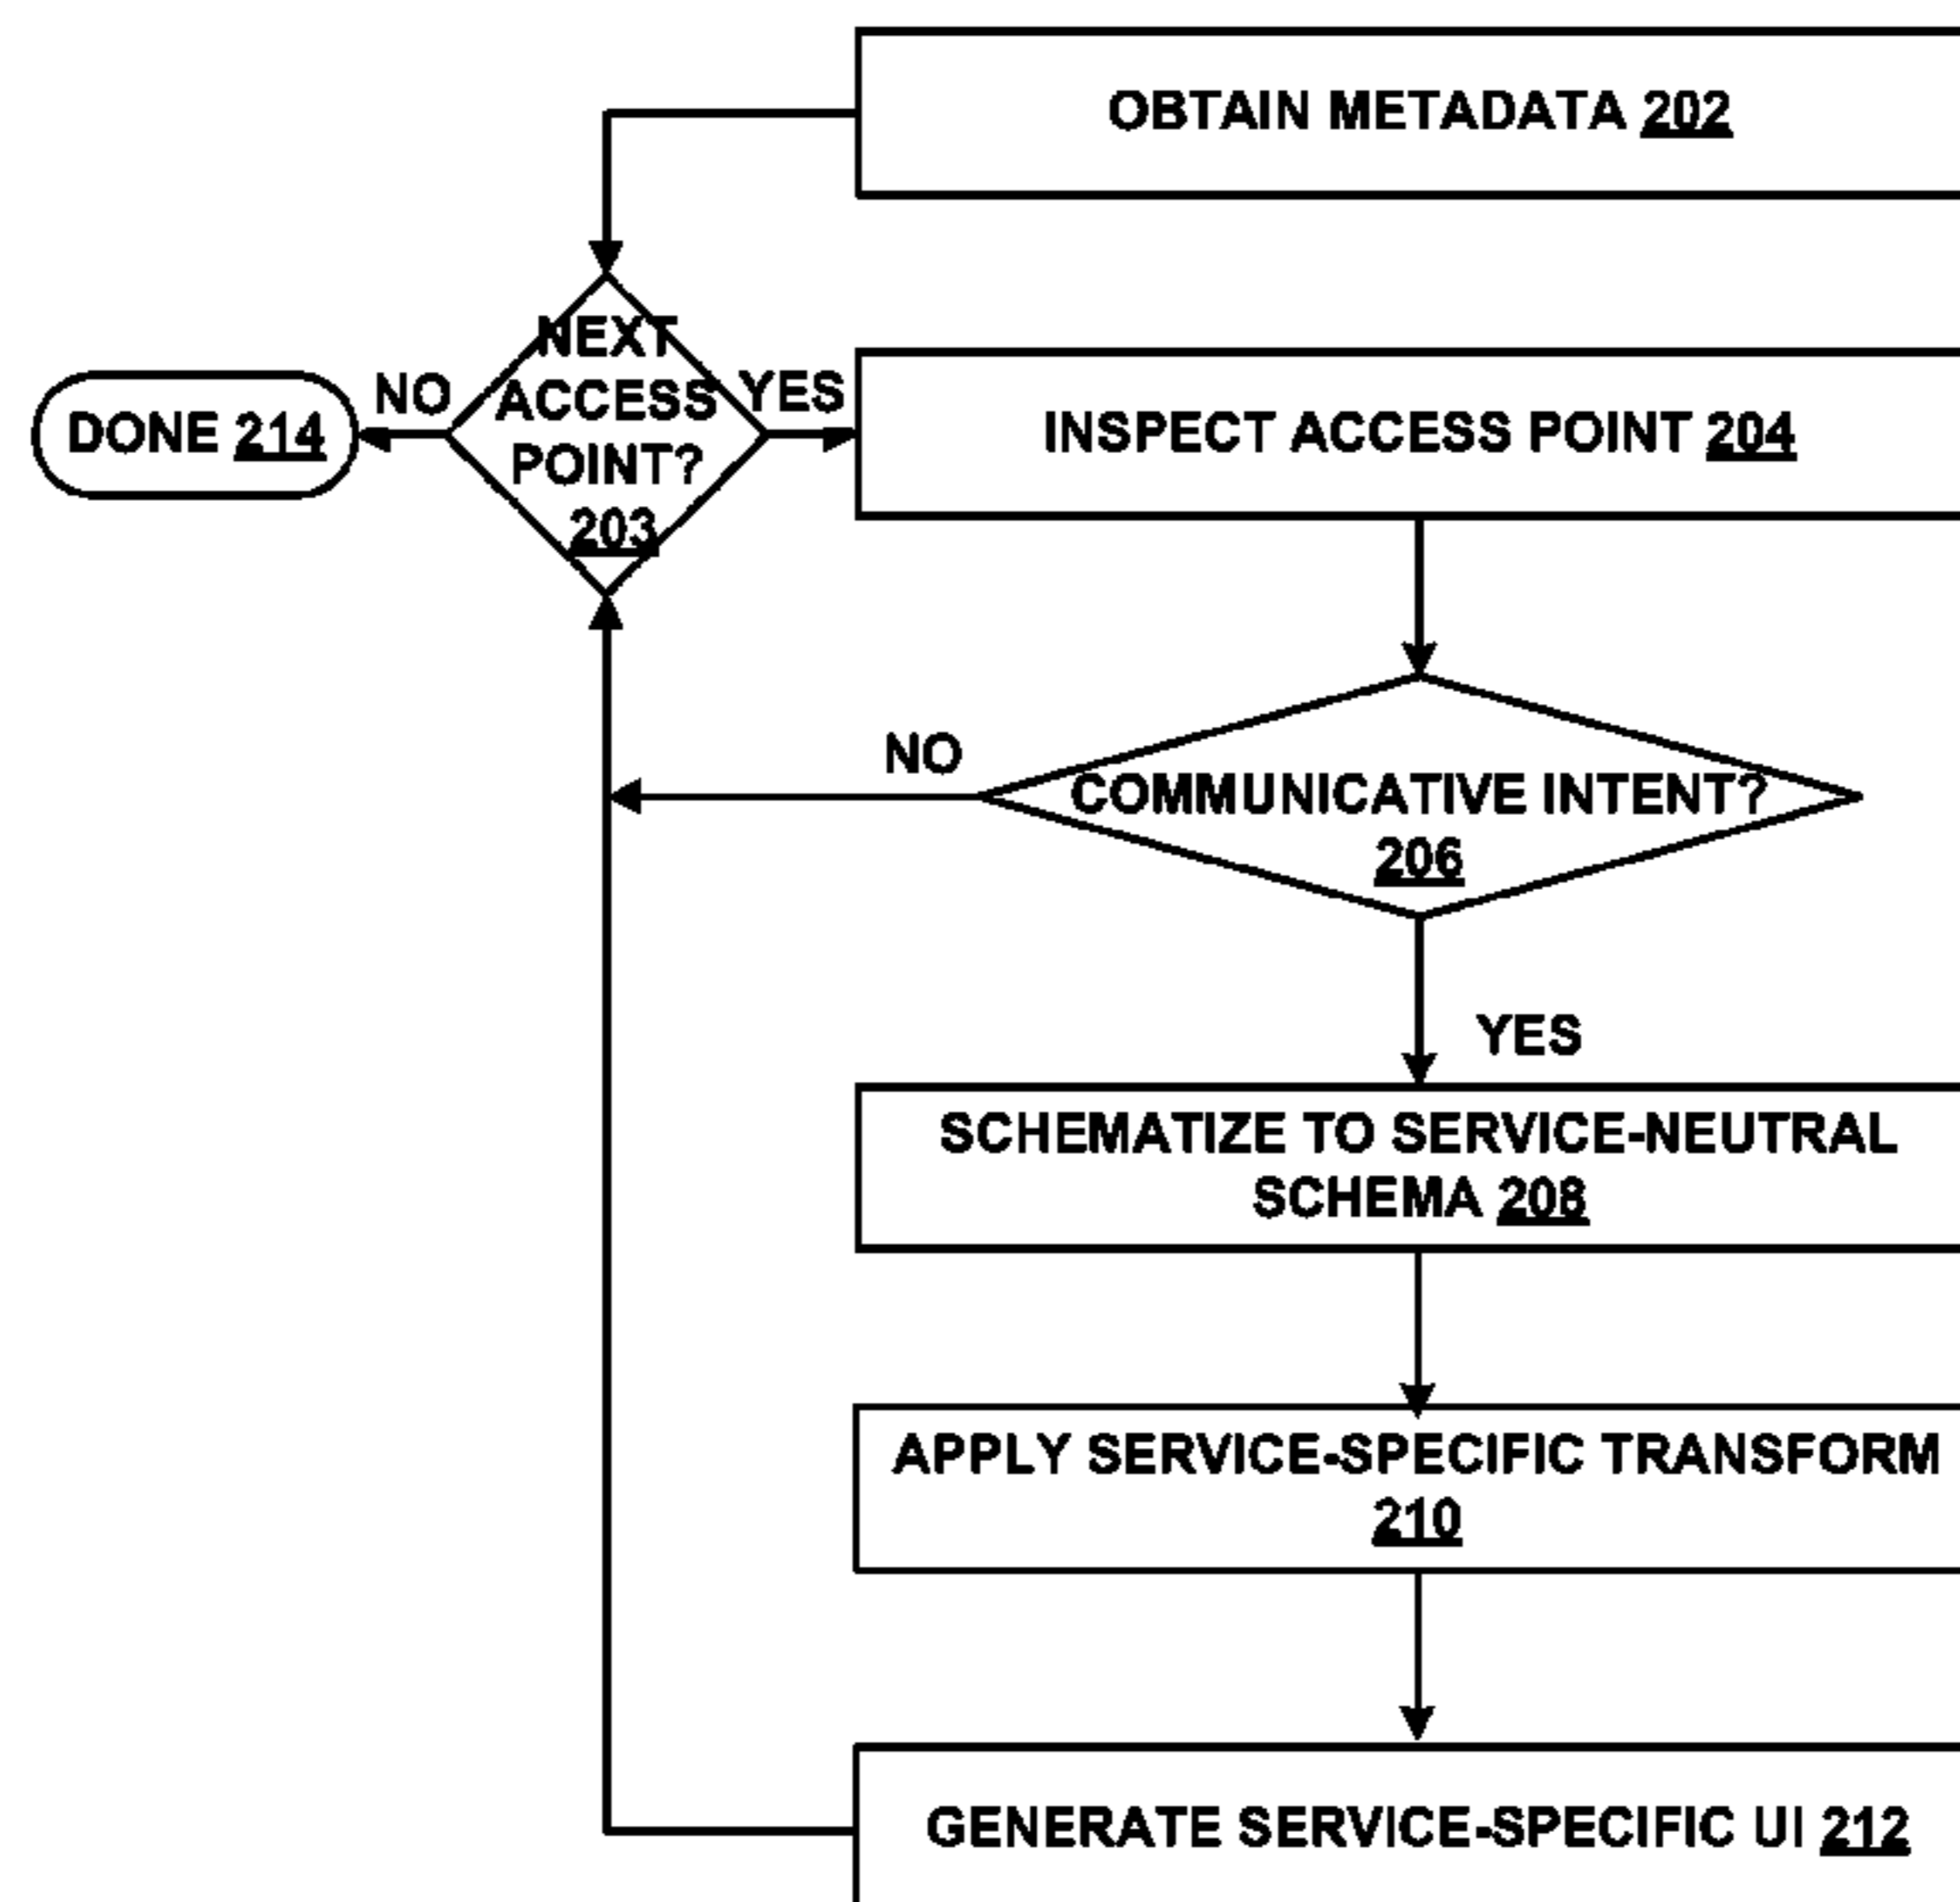 OBTAIN METADATA 202
NEXT
ACCESS
POINT?
203
NO
YES
DONE 214
INSPECT ACCESS POINT 204
COMMUNICATIVE INTENT?
206
NO
YES
SCHEMATIZE TO SERVICE-NEUTRAL
SCHEMA 208
APPLY SERVICE-SPECIFIC TRANSFORM
210
GENERATE SERVICE-SPECIFIC UI 212